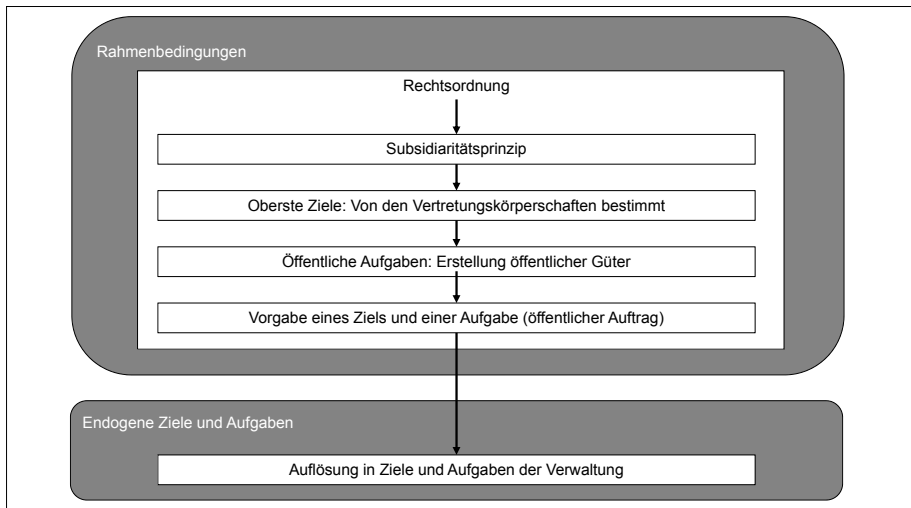 Rahmenbedingungen
Rechtsordnung
Subsidiaritätsprinzip
Oberste Ziele: Von den Vertretungskörperschaften bestimmt
Öffentliche Aufgaben: Erstellung öffentlicher Güter
Vorgabe eines Ziels und einer Aufgabe (öffentlicher Auftrag)
Endogene Ziele und Aufgaben
Auflösung in Ziele und Aufgaben der Verwaltung